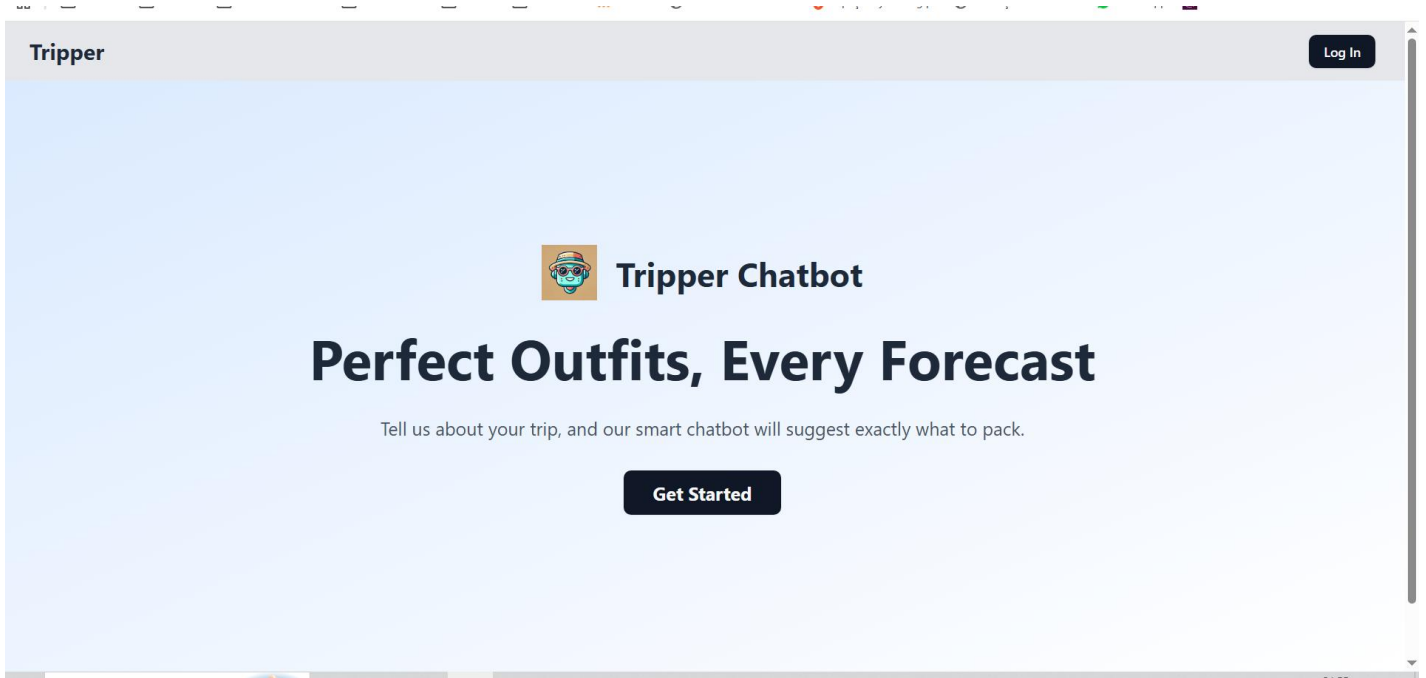 Tripper
Log In
Tripper Chatbot
Perfect Outfits, Every Forecast
Tell us about your trip, and our smart chatbot will suggest exactly what to pack.
Get Started